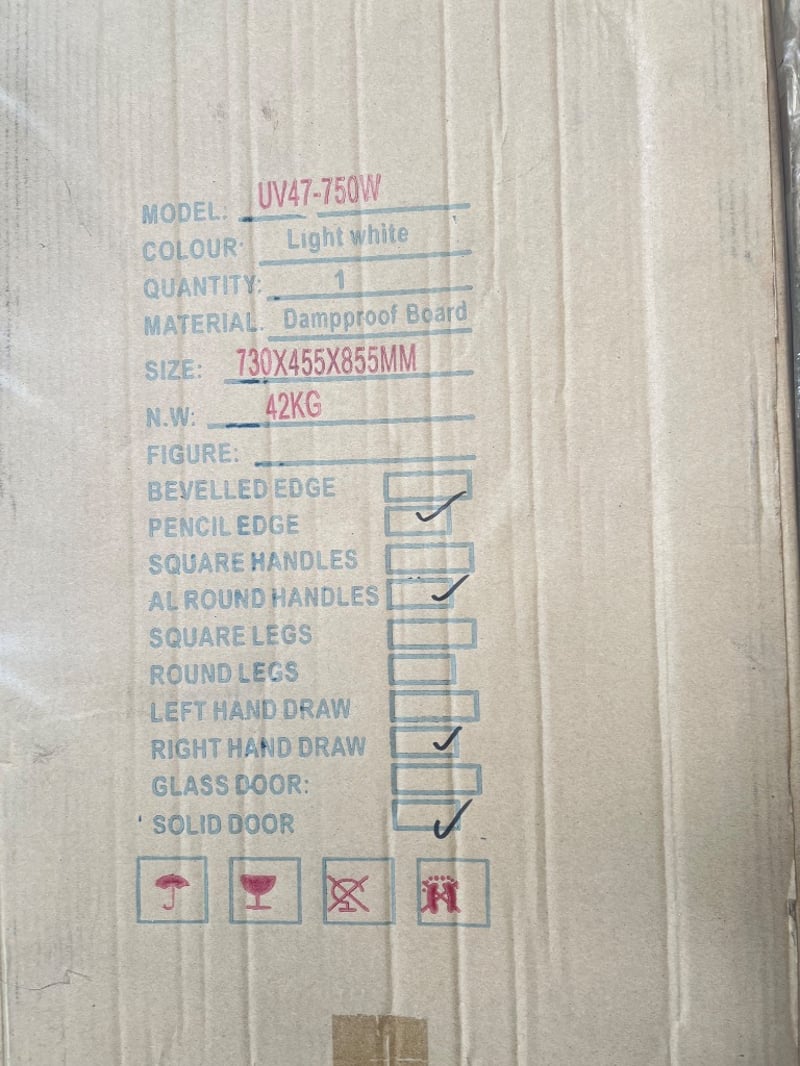 MODEL: UV47-750W
COLOUR: Light white
QUANTITY: 1
MATERIAL. Dampproof Board
SIZE: 730X455X855MM
N.W: 42KG
FIGURE:
BEVELLED EDGE
PENCIL EDGE
SQUARE HANDLES
AL ROUND HANDLES
SQUARE LEGS
ROUND LEGS
LEFT HAND DRAW
RIGHT HAND DRAW
GLASS DOOR:
SOLID DOOR